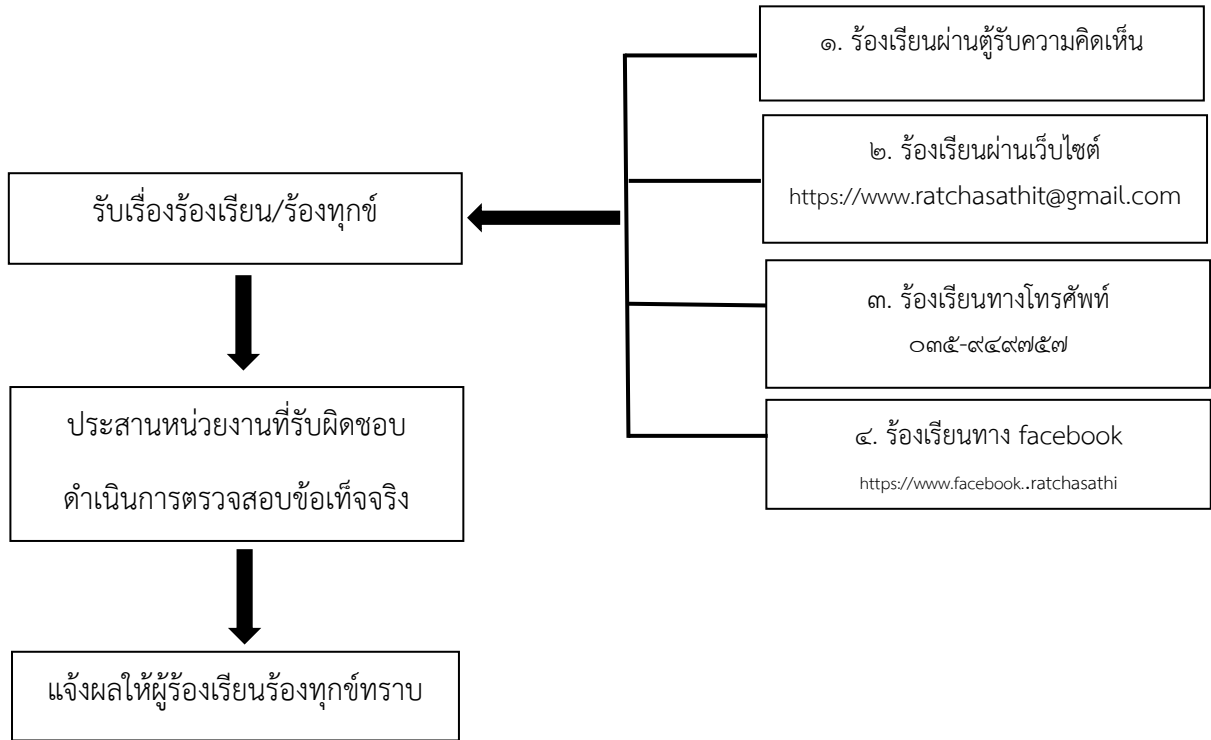 ๑. ร้องเรียนผ่านตู้รับความคิดเห็น
๒. ร้องเรียนผ่านเว็บไซต์
https://www.ratchasathit@gmail.com
รับเรื่องร้องเรียน/ร้องทุกข์
๓. ร้องเรียนทางโทรศัพท์
๐๓๕-๙๔๙๗๕๗
ประสานหน่วยงานที่รับผิดชอบ
ดำเนินการตรวจสอบข้อเท็จจริง
๔. ร้องเรียนทาง facebook
https://www.facebook..ratchasathi
แจ้งผลให้ผู้ร้องเรียนร้องทุกข์ทราบ